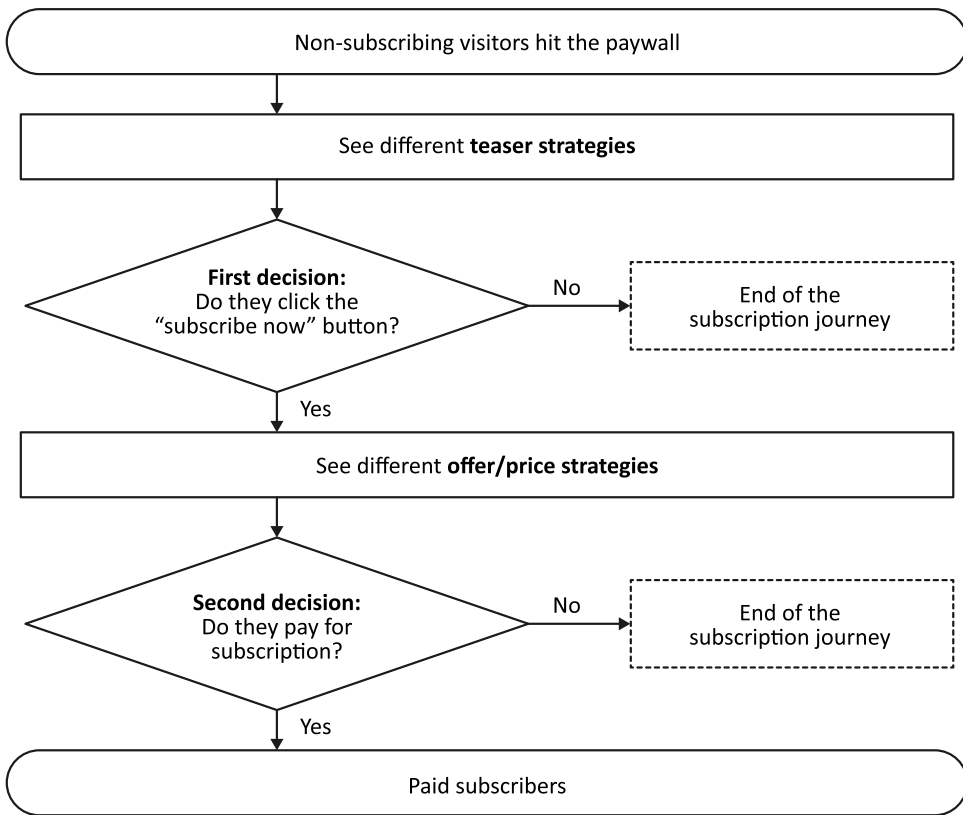 Non-subscribing visitors hit the paywall
See different teaser strategies
First decision:
Do they click the
“subscribe now” button?
No
End of the
subscription journey
Yes
See different offer/price strategies
Second decision:
Do they pay for
subscription?
No
End of the
subscription journey
Yes
Paid subscribers